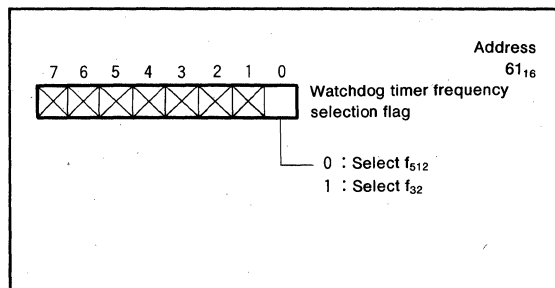 Address
61₁₆
7 6 5 4 3 2 1 0
Watchdog timer frequency
selection flag
0 : Select f₅₁₂
1 : Select f₃₂